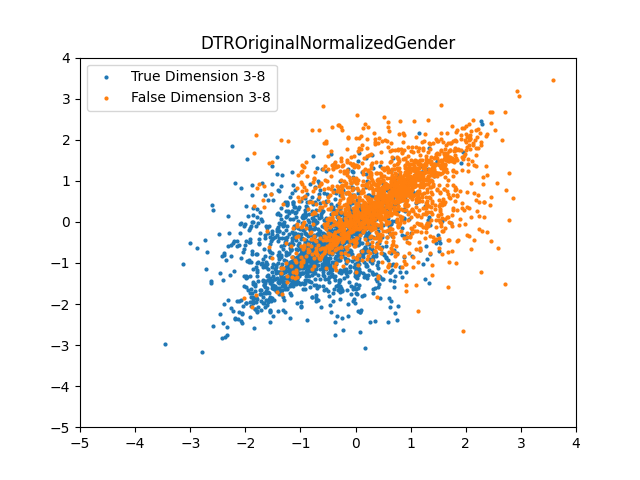 DTROriginalNormalizedGender
True Dimension 3-8
False Dimension 3-8
4
3
2
1
0
−1
−2
−3
−4
−5
−5 −4 −3 −2 −1 0 1 2 3 4